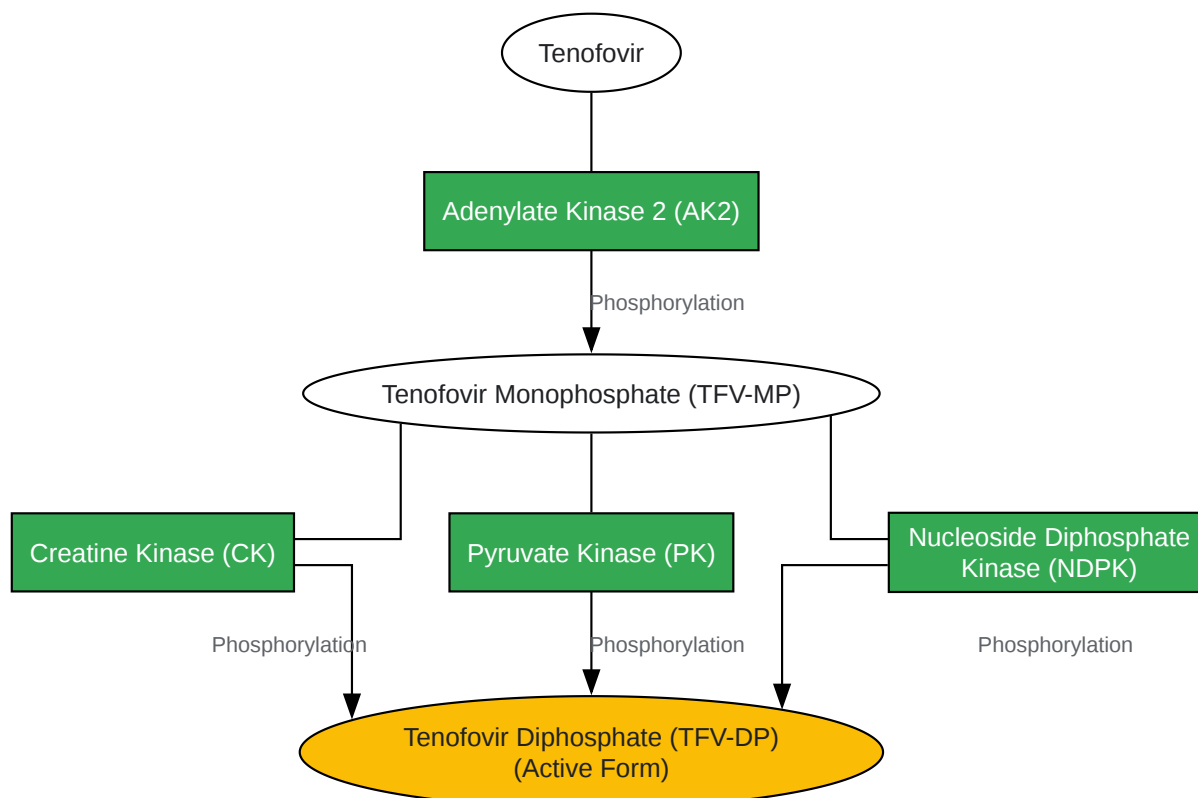 Tenofovir
Adenylate Kinase 2 (AK2)
Phosphorylation
Tenofovir Monophosphate (TFV-MP)
Creatine Kinase (CK)
Pyruvate Kinase (PK)
Nucleoside Diphosphate
Kinase (NDPK)
Phosphorylation
Phosphorylation
Phosphorylation
Tenofovir Diphosphate (TFV-DP)
(Active Form)